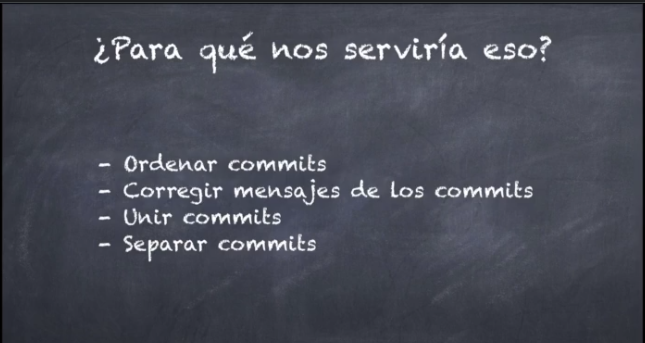 ¿Para qué nos serviría eso?
- Ordenar commits
- Corregir mensajes de los commits
- Unir commits
- Separar commits